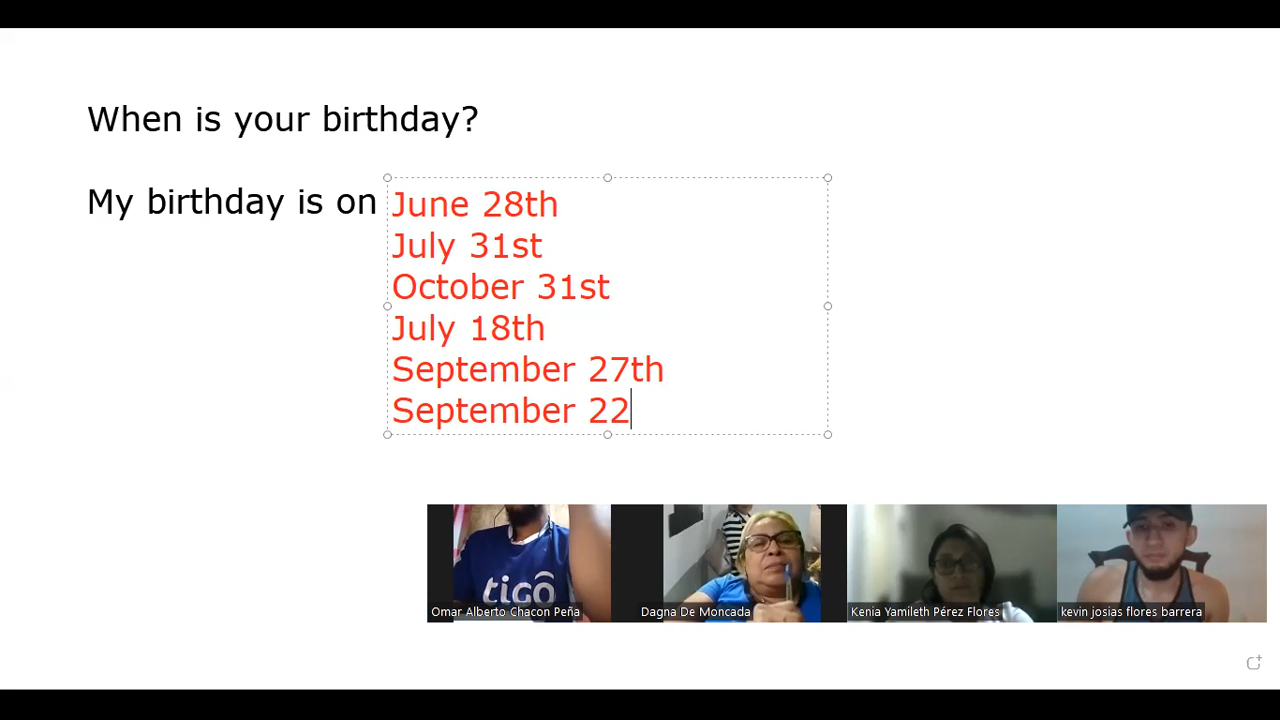 When is your birthday?
My birthday is on
June 28th
July 31st
October 31st
July 18th
September 27th
September 22
tigo
Omar Alberto Chacon Peña
Dagna De Moncada
Kenia Yamileth Pérez Flores
kevin josias flores barrera